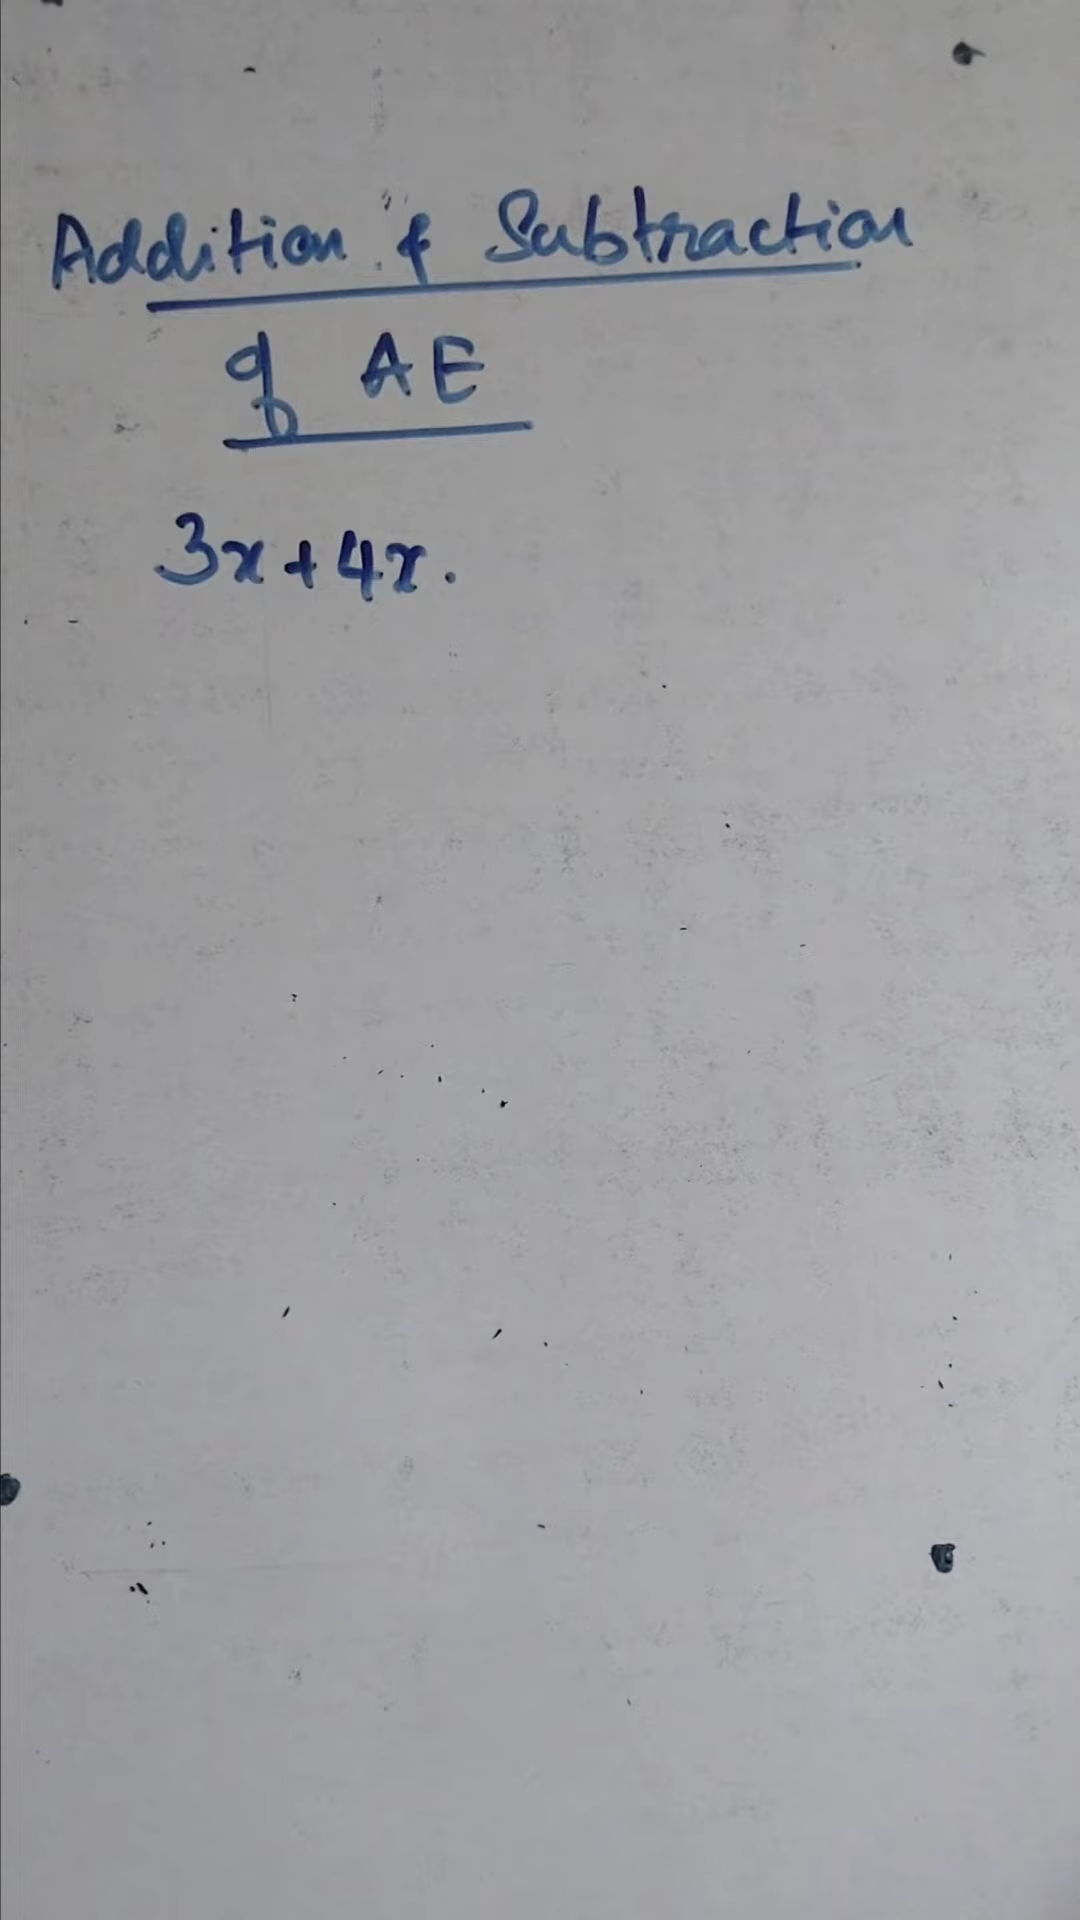 Addition & Subtraction
of AE
3x + 4x.